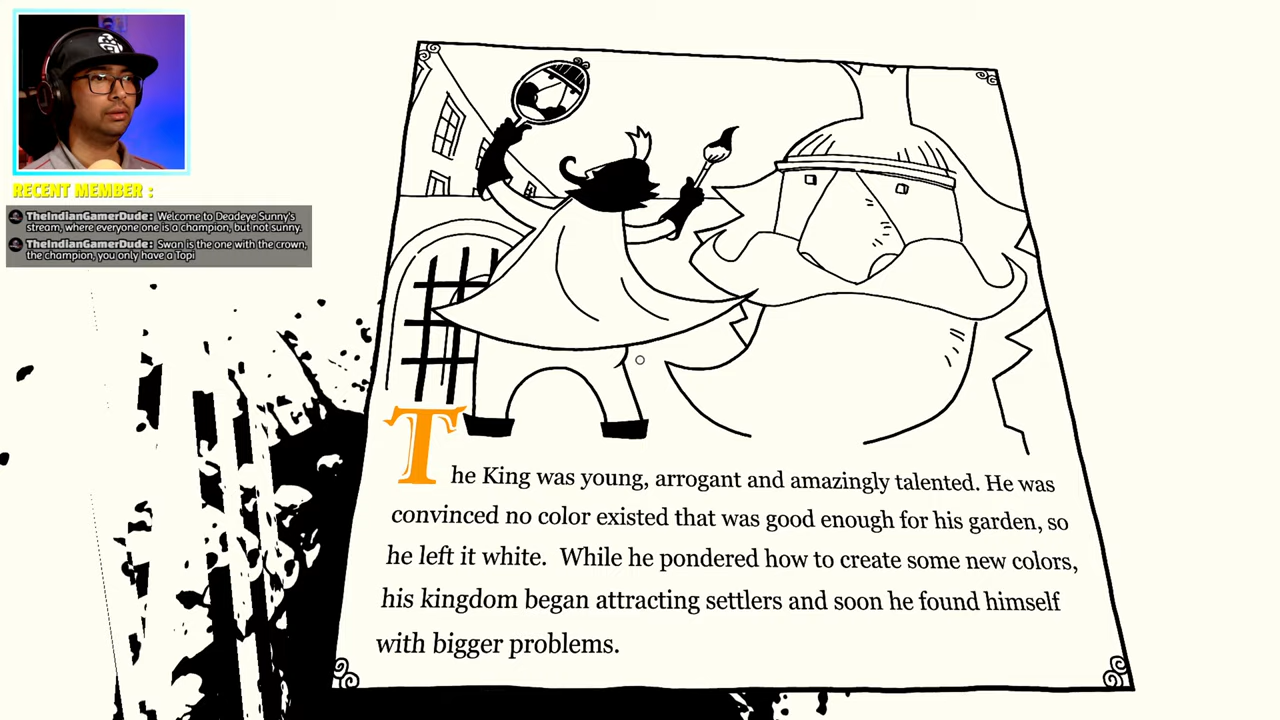 RECENT MEMBER :
TheIndianGamerDude: Welcome to Deadeye Sunny's
stream, where everyone one is a champion, but not sunny.
TheIndianGamerDude: Swan is the one with the crown,
the champion, you only have a Topi
The King was young, arrogant and amazingly talented. He was
convinced no color existed that was good enough for his garden, so
he left it white. While he pondered how to create some new colors,
his kingdom began attracting settlers and soon he found himself
with bigger problems.